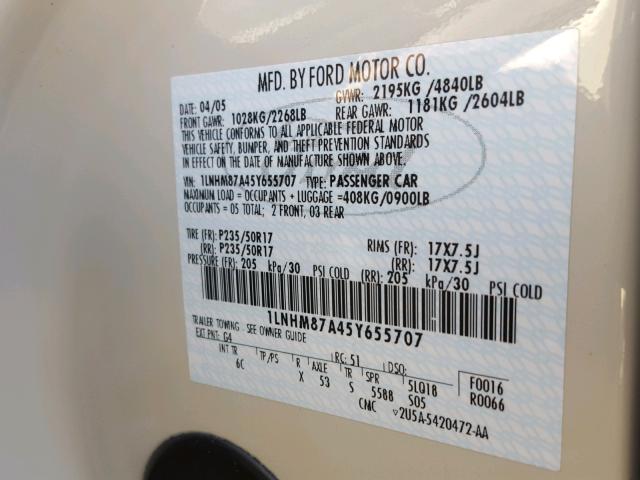 MFD. BY FORD MOTOR CO.
DATE: 04/05 GVWR: 2195KG /4840LB
FRONT GAWR: 1028KG/2268LB REAR GAWR: 1181KG /2604LB
THIS VEHICLE CONFORMS TO ALL APPLICABLE FEDERAL MOTOR
VEHICLE SAFETY, BUMPER, AND THEFT PREVENTION STANDARDS
IN EFFECT ON THE DATE OF MANUFACTURE SHOWN ABOVE.
VIN: 1LNHM87A45Y655707 TYPE: PASSENGER CAR
MAXIMUM LOAD = OCCUPANTS + LUGGAGE =408KG/0900LB
OCCUPANTS = 05 TOTAL: 2 FRONT, 03 REAR
TIRE (FR): P235/50R17 RIMS (FR): 17X7.5J
(RR): P235/50R17 (RR): 17X7.5J
PRESSURE (FR): 205 kPa/30 PSI COLD (RR): 205 kPa/30 PSI COLD
1LNHM87A45Y655707
TRAILER TOWING - SEE OWNER GUIDE
EXT PNT: G4 RC: 51 DSO:
INT TR TP/PS R AXLE TR SPR 5LQ18 F0016
6C X 53 S 5588 S05 R0066
CMC 2U5A-5420472-AA